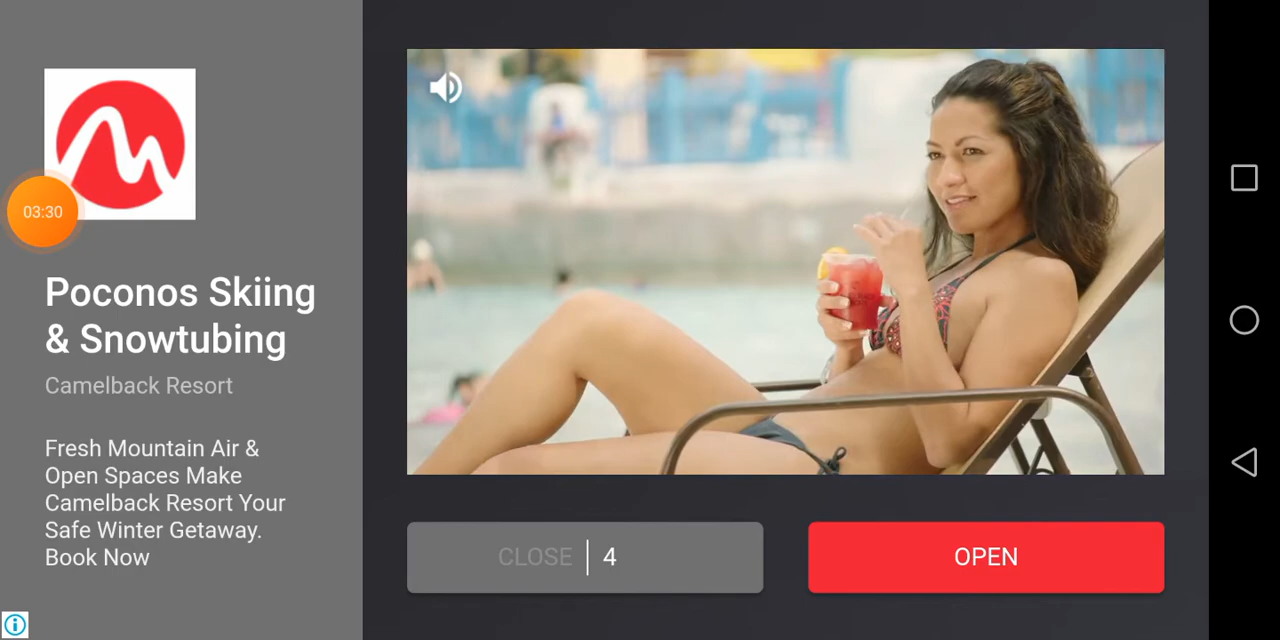 03:30
Poconos Skiing
& Snowtubing
Camelback Resort
Fresh Mountain Air &
Open Spaces Make
Camelback Resort Your
Safe Winter Getaway.
Book Now
CLOSE | 4
OPEN